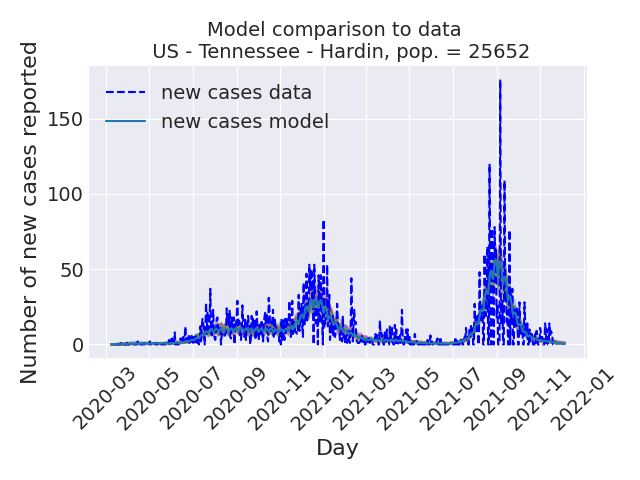 Model comparison to data
US - Tennessee - Hardin, pop. = 25652
Number of new cases reported
new cases data
new cases model
150
100
50
0
2020-03
2020-05
2020-07
2020-09
2020-11
2021-01
2021-03
2021-05
2021-07
2021-09
2021-11
2022-01
Day